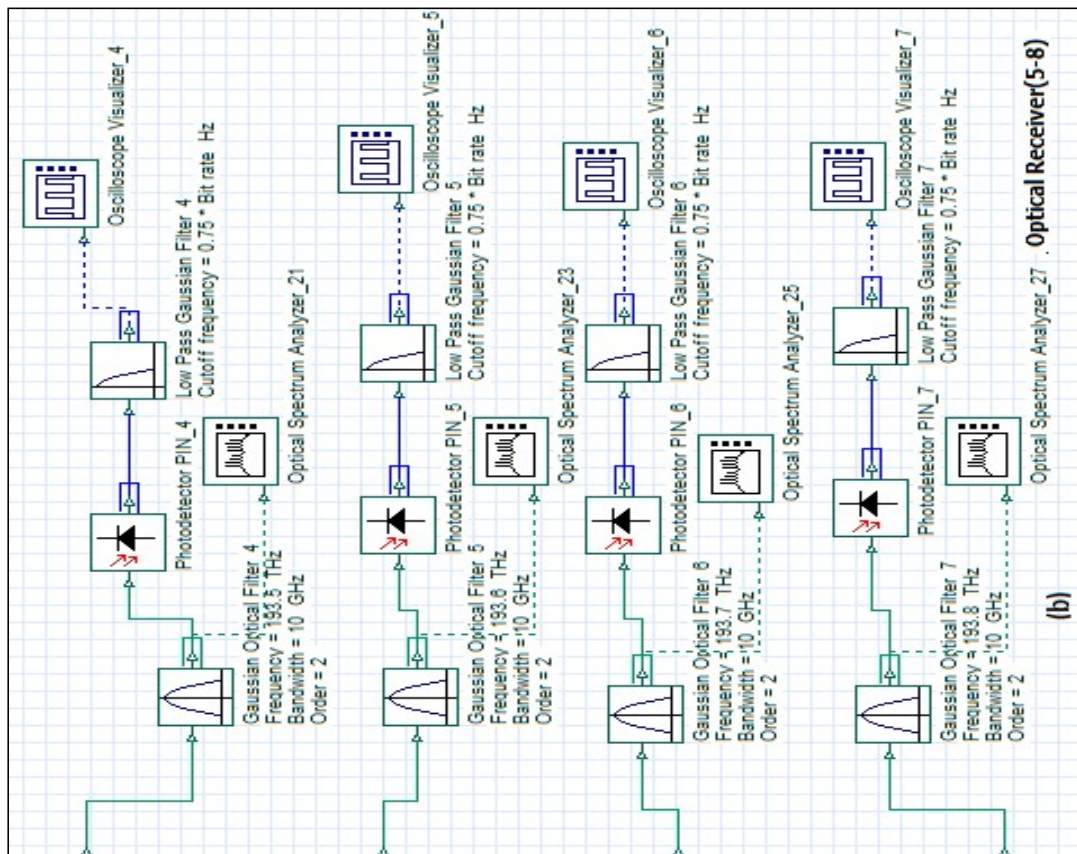 Oscilloscope Visualizer_4
Low Pass Gaussian Filter 4
Cutoff frequency = 0.75 * Bit rate Hz
Photodetector PIN_4
Optical Spectrum Analyzer_21
Gaussian Optical Filter 4
Frequency = 193.5 THz
Bandwidth = 10 GHz
Order = 2
Oscilloscope Visualizer_5
Low Pass Gaussian Filter 5
Cutoff frequency = 0.75 * Bit rate Hz
Photodetector PIN_5
Optical Spectrum Analyzer_23
Gaussian Optical Filter 5
Frequency = 193.6 THz
Bandwidth = 10 GHz
Order = 2
Oscilloscope Visualizer_6
Low Pass Gaussian Filter 6
Cutoff frequency = 0.75 * Bit rate Hz
Photodetector PIN_6
Optical Spectrum Analyzer_25
Gaussian Optical Filter 6
Frequency = 193.7 THz
Bandwidth = 10 GHz
Order = 2
Oscilloscope Visualizer_7
Low Pass Gaussian Filter 7
Cutoff frequency = 0.75 * Bit rate Hz
Photodetector PIN_7
Optical Spectrum Analyzer_27
Gaussian Optical Filter 7
Frequency = 193.8 THz
Bandwidth = 10 GHz
Order = 2
(b)
. Optical Receiver(5-8)